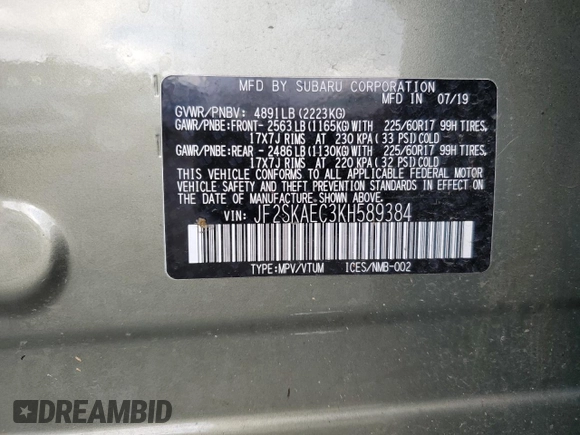 MFD BY SUBARU CORPORATION
MFD IN 07/19
GVWR/PNBV: 4891LB(2223KG)
GAWR/PNBE:FRONT- 2563LB(1165KG)WITH 225/60R17 99H TIRES,
17X7J RIMS AT 230 KPA(33 PSI)COLD
GAWR/PNBE:REAR - 2486LB(1130KG)WITH 225/60R17 99H TIRES,
17X7J RIMS AT 220 KPA(32 PSI)COLD
THIS VEHICLE CONFORMS TO ALL APPLICABLE FEDERAL MOTOR
VEHICLE SAFETY AND THEFT PREVENTION STANDARDS IN EFFECT
ON THE DATE OF MANUFACTURE SHOWN ABOVE.
VIN: JF2SKAEC3KH589384
TYPE:MPV/VTUM ICES/NMB-002
DREAMBID